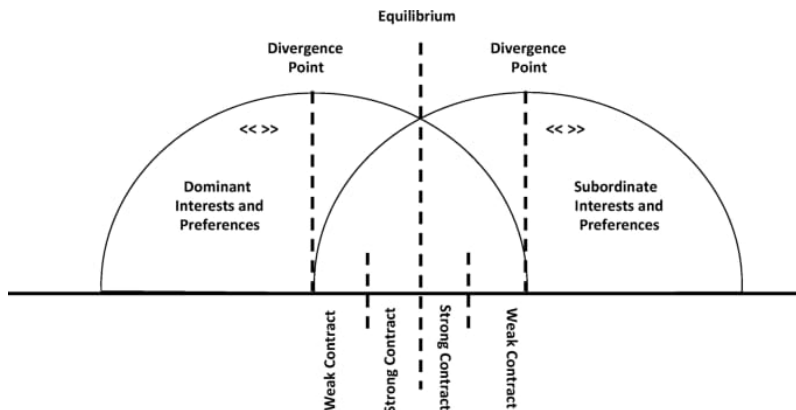 Equilibrium
Divergence
Point
Divergence
Point
<< >>
<< >>
Dominant
Interests and
Preferences
Subordinate
Interests and
Preferences
Weak Contract
Strong Contract
Strong Contract
Weak Contract